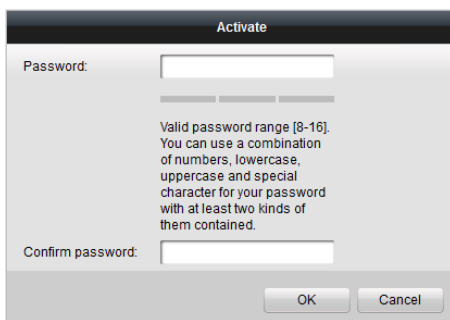 Activate
Password:
Valid password range [8-16].
You can use a combination
of numbers, lowercase,
uppercase and special
character for your password
with at least two kinds of
them contained.
Confirm password:
OK
Cancel